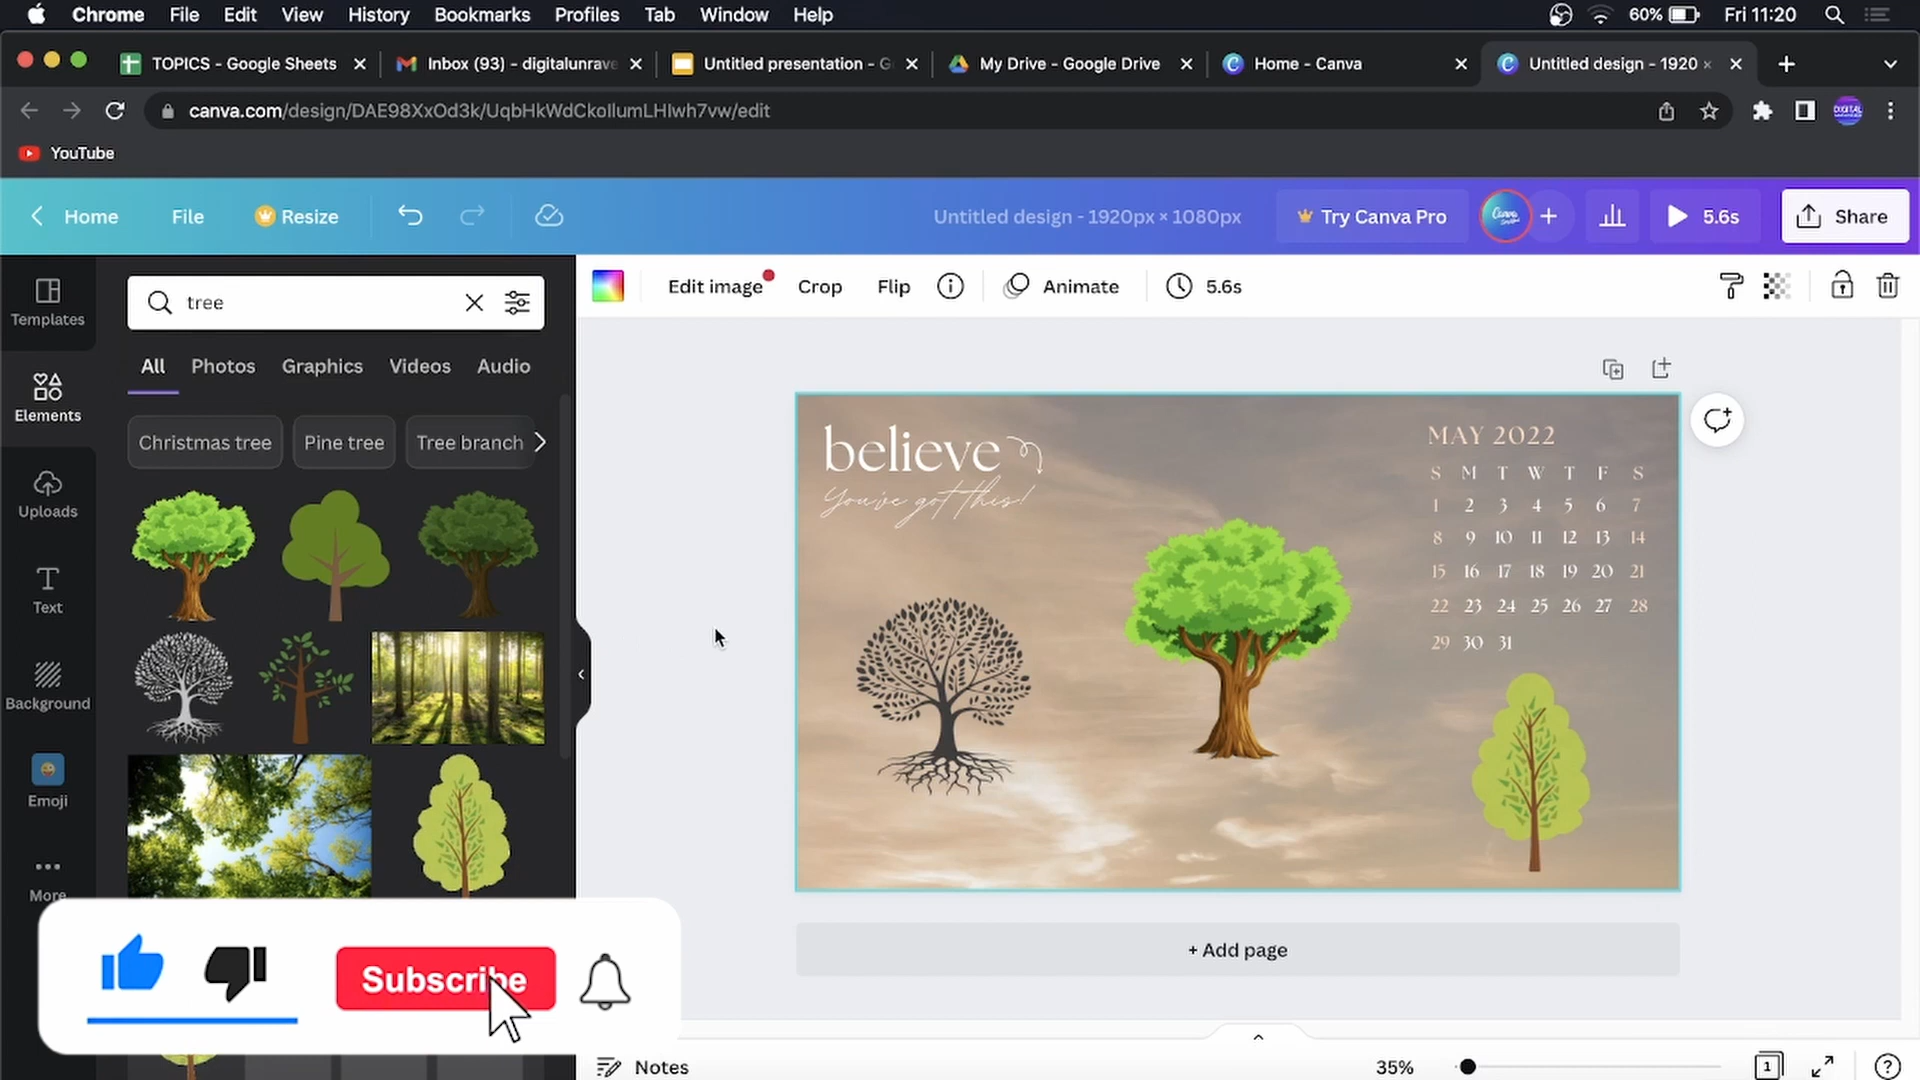 Chrome File Edit View History Bookmarks Profiles Tab Window Help 60% Fri 11:20
TOPICS - Google Sheets Inbox (93) - digitalunrave Untitled presentation - G My Drive - Google Drive Home - Canva Untitled design - 1920
canva.com/design/DAE98XxOd3k/UqbHkWdCkollumLHlwh7vw/edit
YouTube
Home File Resize Untitled design - 1920px × 1080px Try Canva Pro 5.6s Share
tree
Edit image Crop Flip Animate 5.6s
Templates
Elements
Uploads
Text
Background
Emoji
More
All Photos Graphics Videos Audio
Christmas tree Pine tree Tree branch
believe
You've got this!
MAY 2022
S M T W T F S
1 2 3 4 5 6 7
8 9 10 11 12 13 14
15 16 17 18 19 20 21
22 23 24 25 26 27 28
29 30 31
+ Add page
Subscribe
Notes 35% 1